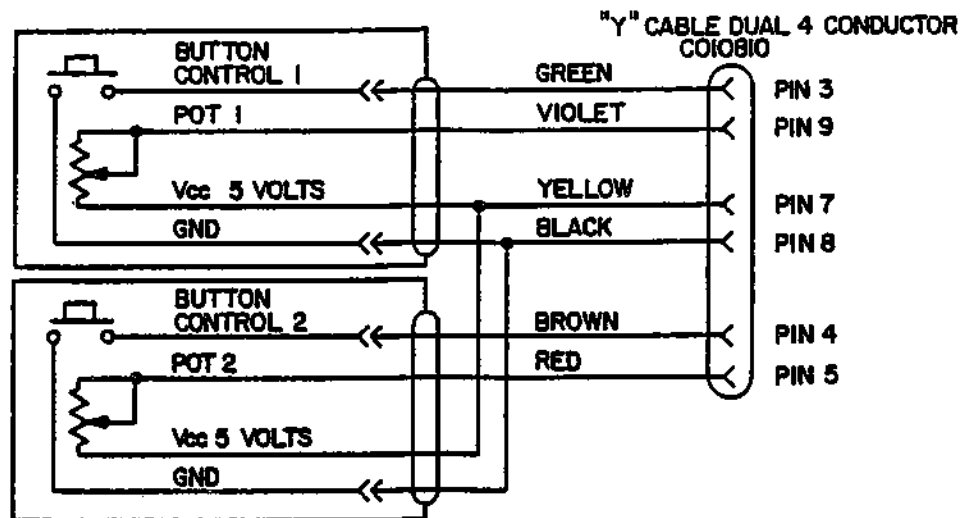 "Y" CABLE DUAL 4 CONDUCTOR
C010810
BUTTON
CONTROL 1
GREEN
PIN 3
POT 1
VIOLET
PIN 9
Vcc 5 VOLTS
YELLOW
PIN 7
GND
BLACK
PIN 8
BUTTON
CONTROL 2
BROWN
PIN 4
POT 2
RED
PIN 5
Vcc 5 VOLTS
GND